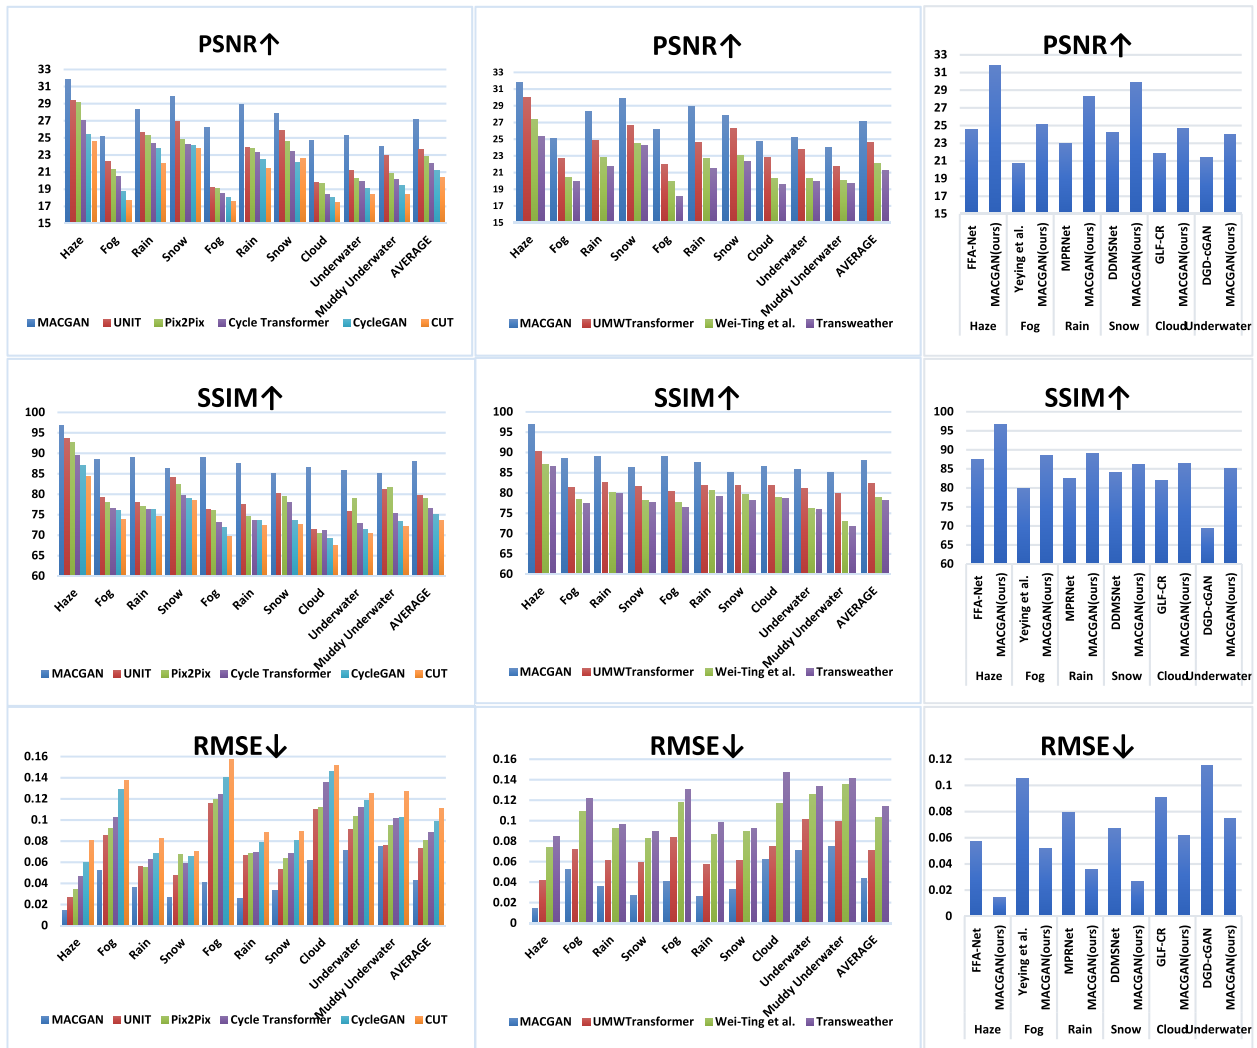 PSNR↑
33
31
29
27
25
23
21
19
17
15
Haze
Fog
Rain
Snow
Fog
Rain
Snow
Cloud
Underwater
Muddy Underwater
AVERAGE
MACGAN UNIT Pix2Pix Cycle Transformer CycleGAN CUT
PSNR↑
33
31
29
27
25
23
21
19
17
15
Haze
Fog
Rain
Snow
Fog
Rain
Snow
Cloud
Underwater
Muddy Underwater
AVERAGE
MACGAN UMWTransformer Wei-Ting et al. Transweather
PSNR↑
33
31
29
27
25
23
21
19
17
15
FFA-Net
MACGAN(ours)
Yeying et al.
MACGAN(ours)
MPRNet
MACGAN(ours)
DDMSNet
MACGAN(ours)
GLF-CR
MACGAN(ours)
DGD-cGAN
MACGAN(ours)
Haze Fog Rain Snow Cloud Underwater
SSIM↑
100
95
90
85
80
75
70
65
60
Haze
Fog
Rain
Snow
Fog
Rain
Snow
Cloud
Underwater
Muddy Underwater
AVERAGE
MACGAN UNIT Pix2Pix Cycle Transformer CycleGAN CUT
SSIM↑
100
95
90
85
80
75
70
65
60
Haze
Fog
Rain
Snow
Fog
Rain
Snow
Cloud
Underwater
Muddy Underwater
AVERAGE
MACGAN UMWTransformer Wei-Ting et al. Transweather
SSIM↑
100
95
90
85
80
75
70
65
60
FFA-Net
MACGAN(ours)
Yeying et al.
MACGAN(ours)
MPRNet
MACGAN(ours)
DDMSNet
MACGAN(ours)
GLF-CR
MACGAN(ours)
DGD-cGAN
MACGAN(ours)
Haze Fog Rain Snow Cloud Underwater
RMSE↓
0.16
0.14
0.12
0.1
0.08
0.06
0.04
0.02
0
Haze
Fog
Rain
Snow
Fog
Rain
Snow
Cloud
Underwater
Muddy Underwater
AVERAGE
MACGAN UNIT Pix2Pix Cycle Transformer CycleGAN CUT
RMSE↓
0.16
0.14
0.12
0.1
0.08
0.06
0.04
0.02
0
Haze
Fog
Rain
Snow
Fog
Rain
Snow
Cloud
Underwater
Muddy Underwater
AVERAGE
MACGAN UMWTransformer Wei-Ting et al. Transweather
RMSE↓
0.12
0.1
0.08
0.06
0.04
0.02
0
FFA-Net
MACGAN(ours)
Yeying et al.
MACGAN(ours)
MPRNet
MACGAN(ours)
DDMSNet
MACGAN(ours)
GLF-CR
MACGAN(ours)
DGD-cGAN
MACGAN(ours)
Haze Fog Rain Snow Cloud Underwater